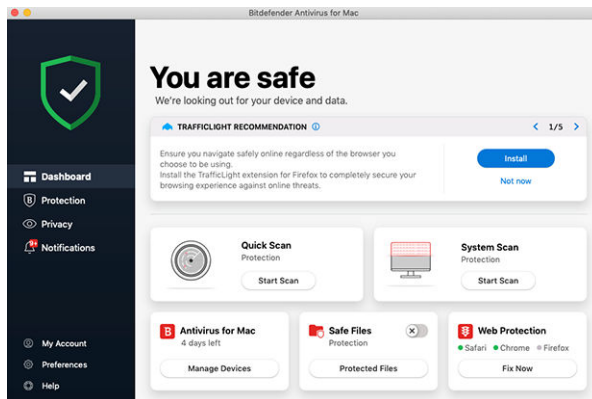 Bitdefender Antivirus for Mac
You are safe
We're looking out for your device and data.
TRAFFICLIGHT RECOMMENDATION
1/5
Ensure you navigate safely online regardless of the browser you
choose to be using.
Install the TrafficLight extension for Firefox to completely secure your
browsing experience against online threats.
Install
Not now
Dashboard
B Protection
Privacy
9+ Notifications
My Account
Preferences
Help
Quick Scan
Protection
Start Scan
System Scan
Protection
Start Scan
B Antivirus for Mac
4 days left
Manage Devices
Safe Files
Protection
Protected Files
Web Protection
Safari Chrome Firefox
Fix Now